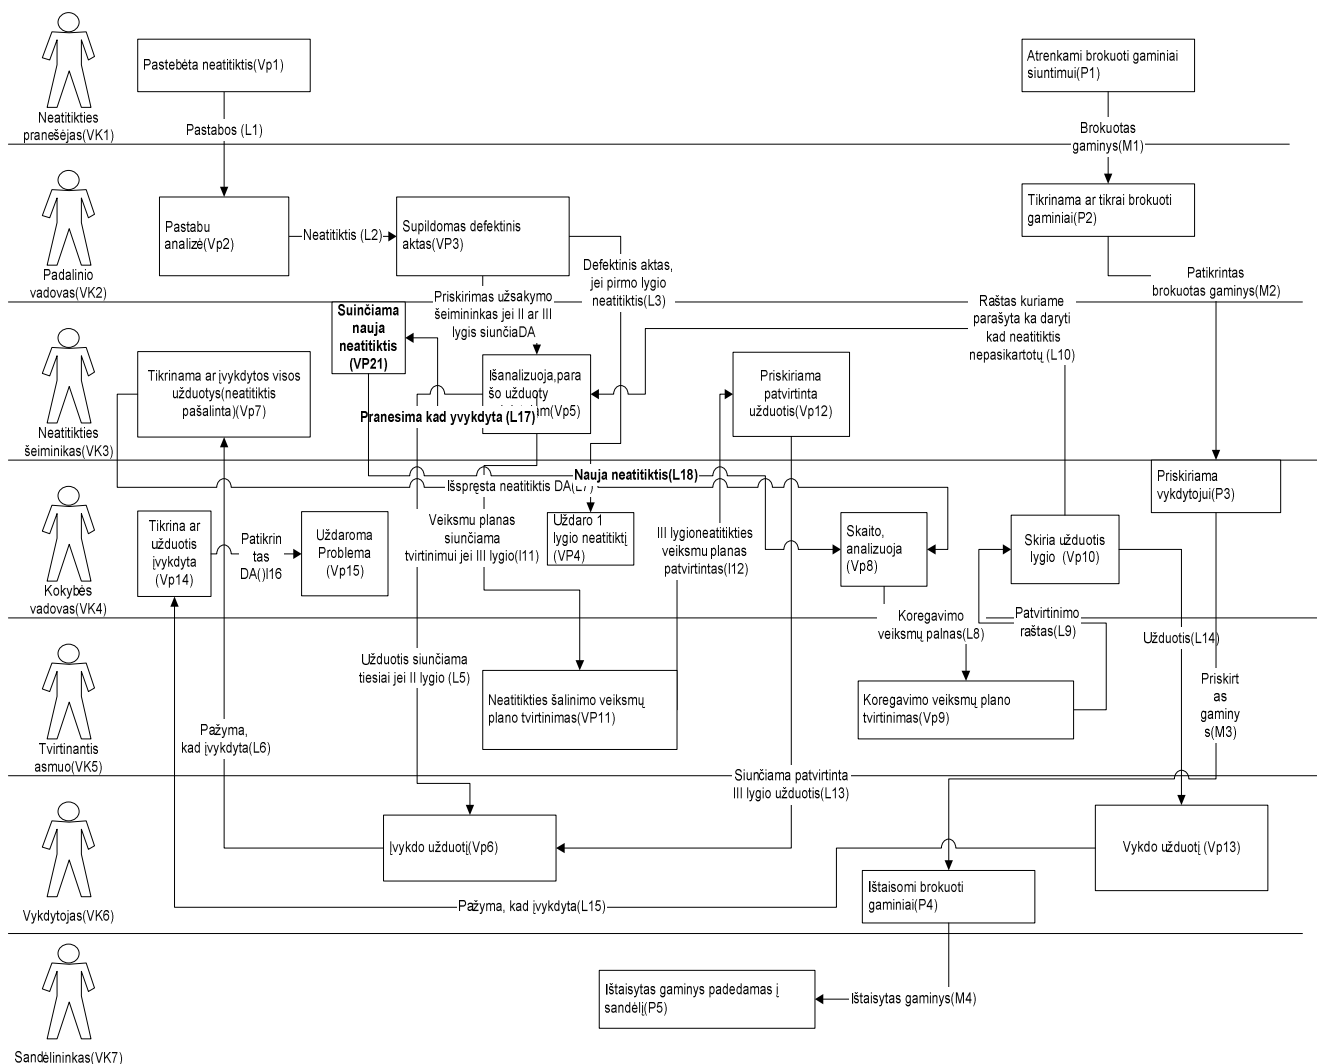 Neatitikties
pranešėjas(VK1)
Pastebėta neatitiktis(Vp1)
Pastabos (L1)
Atrenkami brokuoti gaminiai
siuntimui(P1)
Brokuotas
gaminys(M1)
Padalinio
vadovas(VK2)
Pastabu
analizė(Vp2)
Neatitiktis (L2)
Supildomas defektinis
aktas(VP3)
Defektinis aktas,
jei pirmo lygio
neatitiktis(L3)
Tikrinama ar tikrai brokuoti
gaminiai(P2)
Patikrintas
brokuotas gaminys(M2)
Priskirimas užsakymo
šeimininkas jei II ar III
lygis siunčiaDA
Raštas kuriame
parašyta ka daryti
kad neatitiktis
nepasikartotų (L10)
Neatitikties
šeiminikas(VK3)
Suinčiama
nauja
neatitiktis
(VP21)
Tikrinama ar įvykdytos visos
užduotys(neatitiktis
pašalinta)(Vp7)
Išanalizuoja,para
šo užduoty
am(Vp5)
Pranesima kad yvykdyta (L17)
Priskiriama
patvirtinta
užduotis(Vp12)
Nauja neatitiktis(L18)
Išspręsta neatitiktis DA(L7)
Priskiriama
vykdytojui(P3)
Kokybės
vadovas(VK4)
Tikrina ar
užduotis
įvykdyta
(Vp14)
Patikrin
tas
DA()l16
Uždaroma
Problema
(Vp15)
Veiksmu planas
siunčiama
tvirtinimui jei III lygio(l11)
Uždaro 1
lygio neatitiktį
(VP4)
III lygioneatitikties
veiksmų planas
patvirtintas(l12)
Skaito,
analizuoja
(Vp8)
Skiria užduotis
lygio (Vp10)
Koregavimo
veiksmų palnas(L8)
Patvirtinimo
raštas(L9)
Užduotis(L14)
Tvirtinantis
asmuo(VK5)
Užduotis siunčiama
tiesiai jei II lygio (L5)
Neatitikties šalinimo veiksmų
plano tvirtinimas(VP11)
Koregavimo veiksmų plano
tvirtinimas(Vp9)
Priskirt
as
gaminy
s(M3)
Pažyma,
kad įvykdyta(L6)
Siunčiama patvirtinta
III lygio užduotis(L13)
Vykdytojas(VK6)
Įvykdo užduotį(Vp6)
Vykdo užduotį (Vp13)
Ištaisomi brokuoti
gaminiai(P4)
Pažyma, kad įvykdyta(L15)
Sandėlininkas(VK7)
Ištaisytas gaminys padedamas į
sandėlį(P5)
Ištaisytas gaminys(M4)